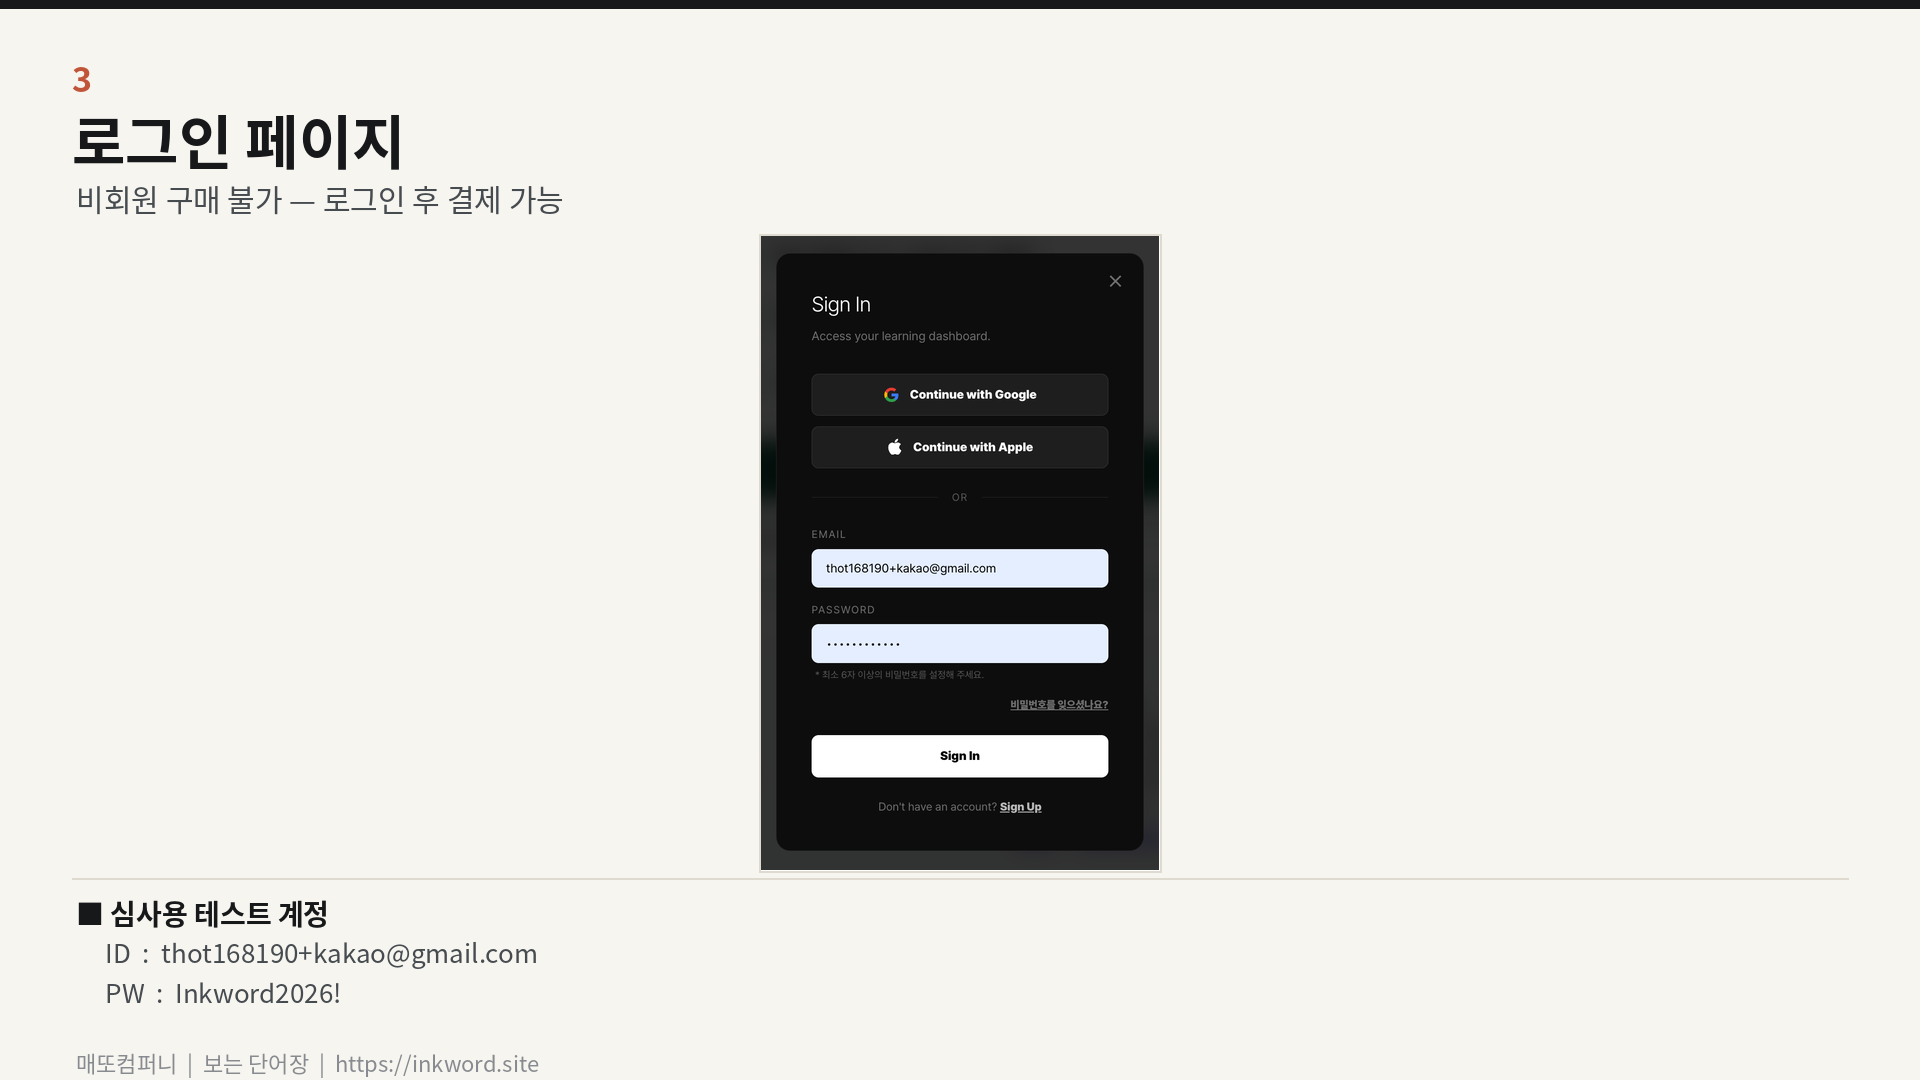 3
로그인 페이지
비회원 구매 불가 — 로그인 후 결제 가능
Sign In
Access your learning dashboard.
Continue with Google
Continue with Apple
OR
EMAIL
thot168190+kakao@gmail.com
PASSWORD
············
* 최소 6자 이상의 비밀번호를 설정해 주세요.
비밀번호를 잊으셨나요?
Sign In
Don't have an account? Sign Up
■ 심사용 테스트 계정
ID : thot168190+kakao@gmail.com
PW : Inkword2026!
매또컴퍼니 | 보는 단어장 | https://inkword.site